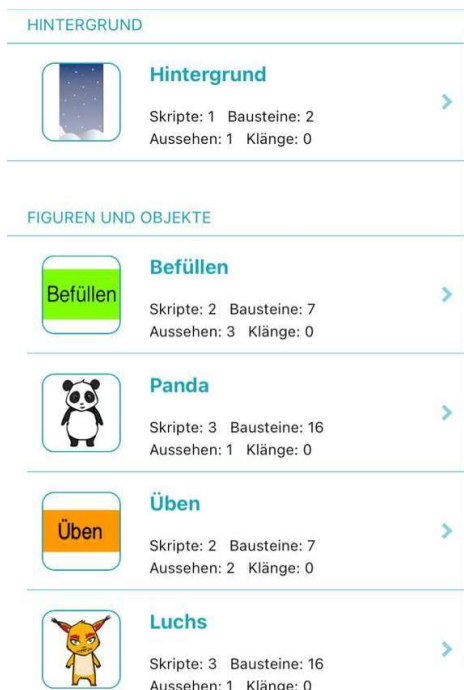 HINTERGRUND
Hintergrund
Skripte: 1 Bausteine: 2
Aussehen: 1 Klänge: 0
FIGUREN UND OBJEKTE
Befüllen
Befüllen
Skripte: 2 Bausteine: 7
Aussehen: 3 Klänge: 0
Panda
Skripte: 3 Bausteine: 16
Aussehen: 1 Klänge: 0
Üben
Üben
Skripte: 2 Bausteine: 7
Aussehen: 2 Klänge: 0
Luchs
Skripte: 3 Bausteine: 16
Aussehen: 1 Klänge: 0